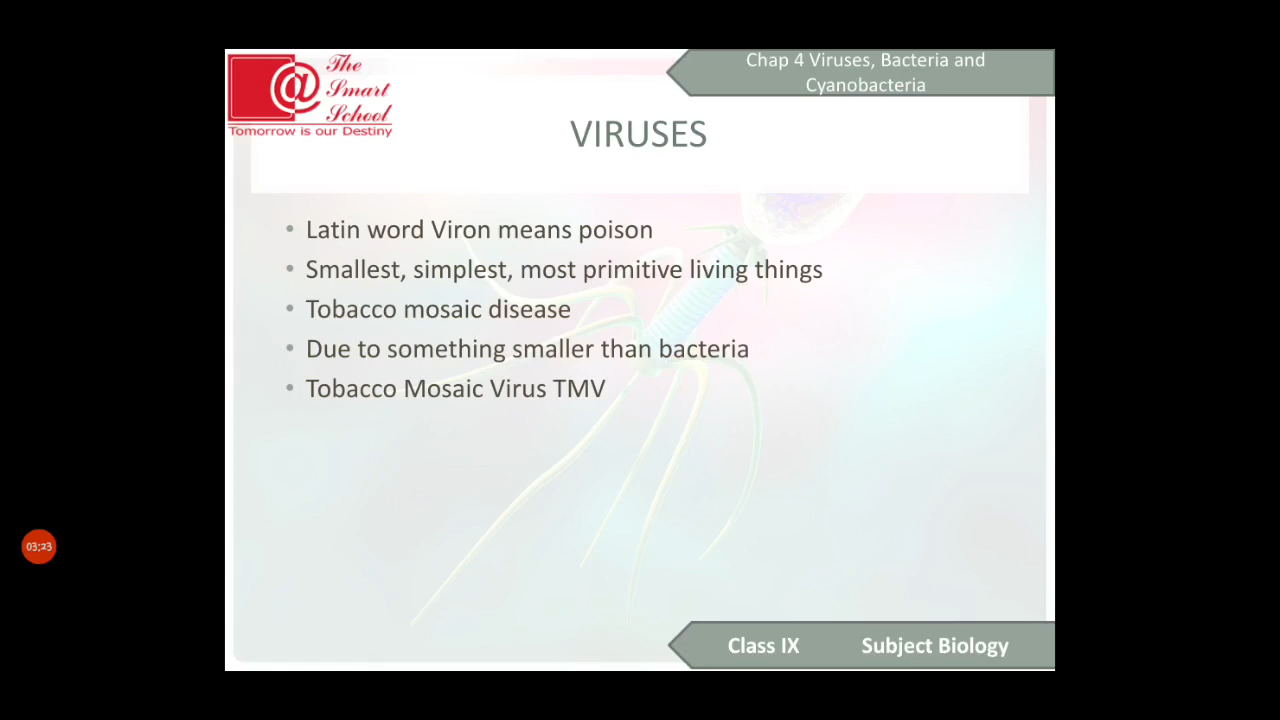 The
Smart
School
Tomorrow is our Destiny
Chap 4 Viruses, Bacteria and
Cyanobacteria
VIRUSES
• Latin word Viron means poison
• Smallest, simplest, most primitive living things
• Tobacco mosaic disease
• Due to something smaller than bacteria
• Tobacco Mosaic Virus TMV
03:23
Class IX Subject Biology